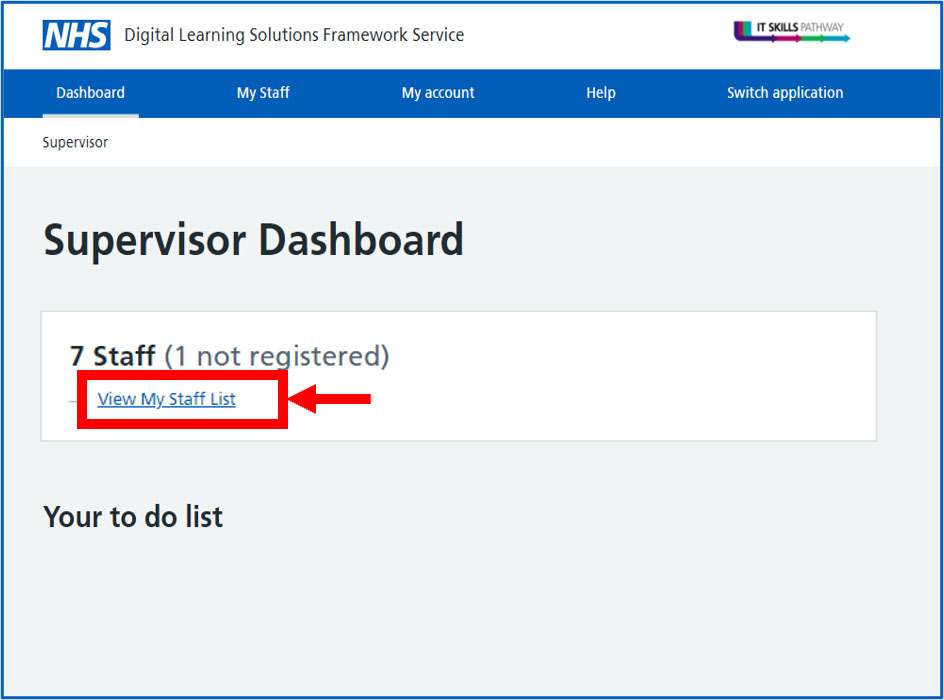 NHS Digital Learning Solutions Framework Service
IT SKILLS PATHWAY
Dashboard My Staff My account Help Switch application
Supervisor
Supervisor Dashboard
7 Staff (1 not registered)
View My Staff List
Your to do list